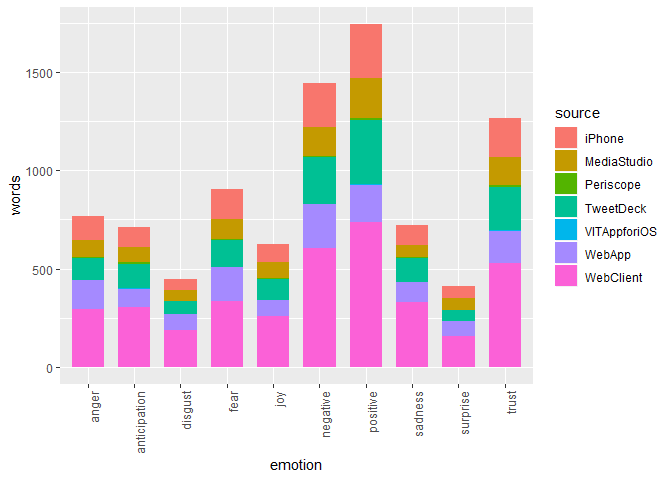 words
1500
1000
500
0
anger
anticipation
disgust
fear
joy
negative
positive
sadness
surprise
trust
emotion
source
iPhone
MediaStudio
Periscope
TweetDeck
VITAppforiOS
WebApp
WebClient